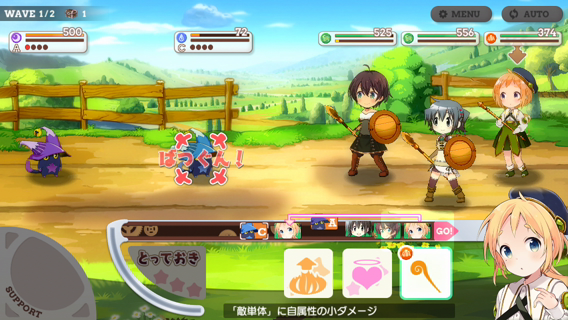 WAVE 1/2 1
MENU
AUTO
500
A
72
C
525
556
374
ばつぐん!
C
A
GO!
とっておき
SUPPORT
「敵単体」に自属性の小ダメージ